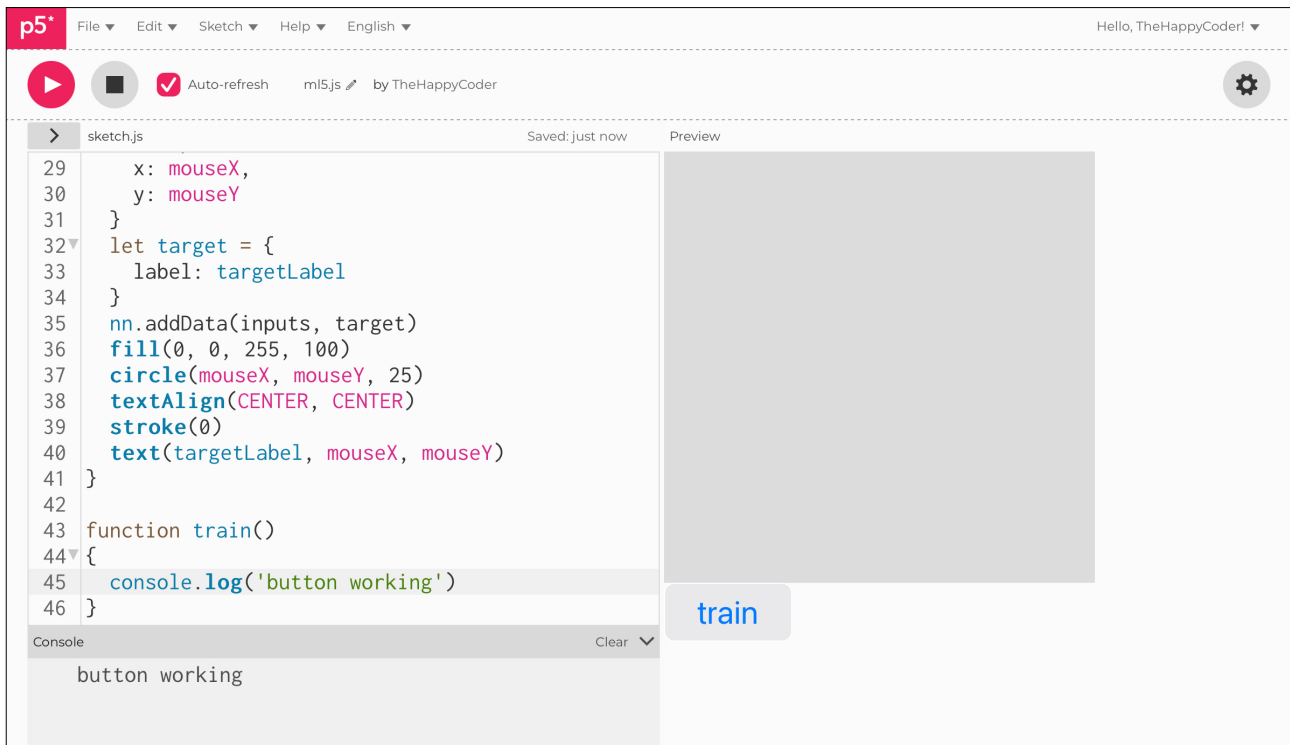 p5* File Edit Sketch Help English Hello, TheHappyCoder!
Auto-refresh ml5.js by TheHappyCoder
sketch.js Saved: just now Preview
29 x: mouseX,
30 y: mouseY
31 }
32 let target = {
33 label: targetLabel
34 }
35 nn.addData(inputs, target)
36 fill(0, 0, 255, 100)
37 circle(mouseX, mouseY, 25)
38 textAlign(CENTER, CENTER)
39 stroke(0)
40 text(targetLabel, mouseX, mouseY)
41 }
42
43 function train()
44 {
45 console.log('button working')
46 }
train
Console Clear
button working